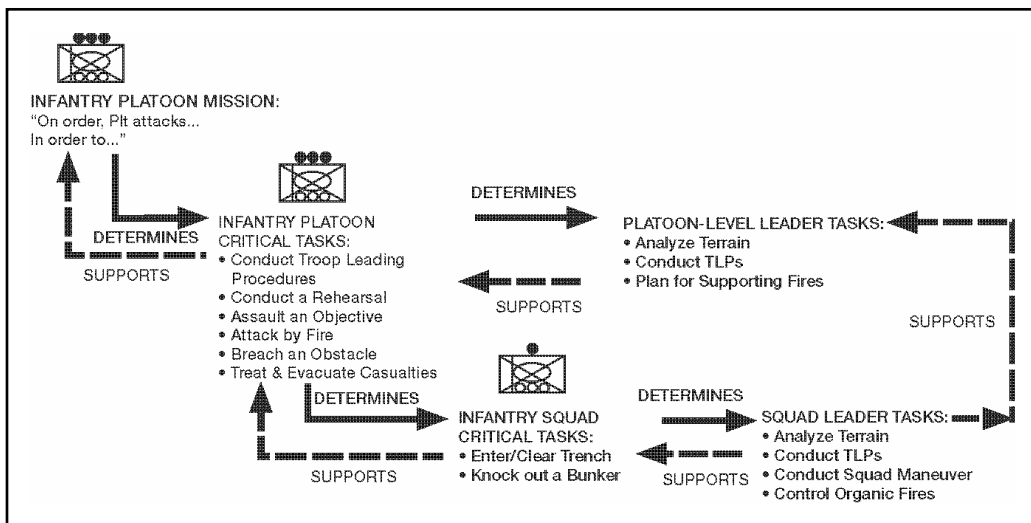 INFANTRY PLATOON MISSION:
“On order, Plt attacks...
In order to...”
DETERMINES
SUPPORTS
INFANTRY PLATOON
CRITICAL TASKS:
• Conduct Troop Leading
Procedures
• Conduct a Rehearsal
• Assault an Objective
• Attack by Fire
• Breach an Obstacle
• Treat & Evacuate Casualties
DETERMINES
SUPPORTS
PLATOON-LEVEL LEADER TASKS:
• Analyze Terrain
• Conduct TLPs
• Plan for Supporting Fires
SUPPORTS
DETERMINES
SUPPORTS
INFANTRY SQUAD
CRITICAL TASKS:
• Enter/Clear Trench
• Knock out a Bunker
DETERMINES
SUPPORTS
SQUAD LEADER TASKS:
• Analyze Terrain
• Conduct TLPs
• Conduct Squad Maneuver
• Control Organic Fires